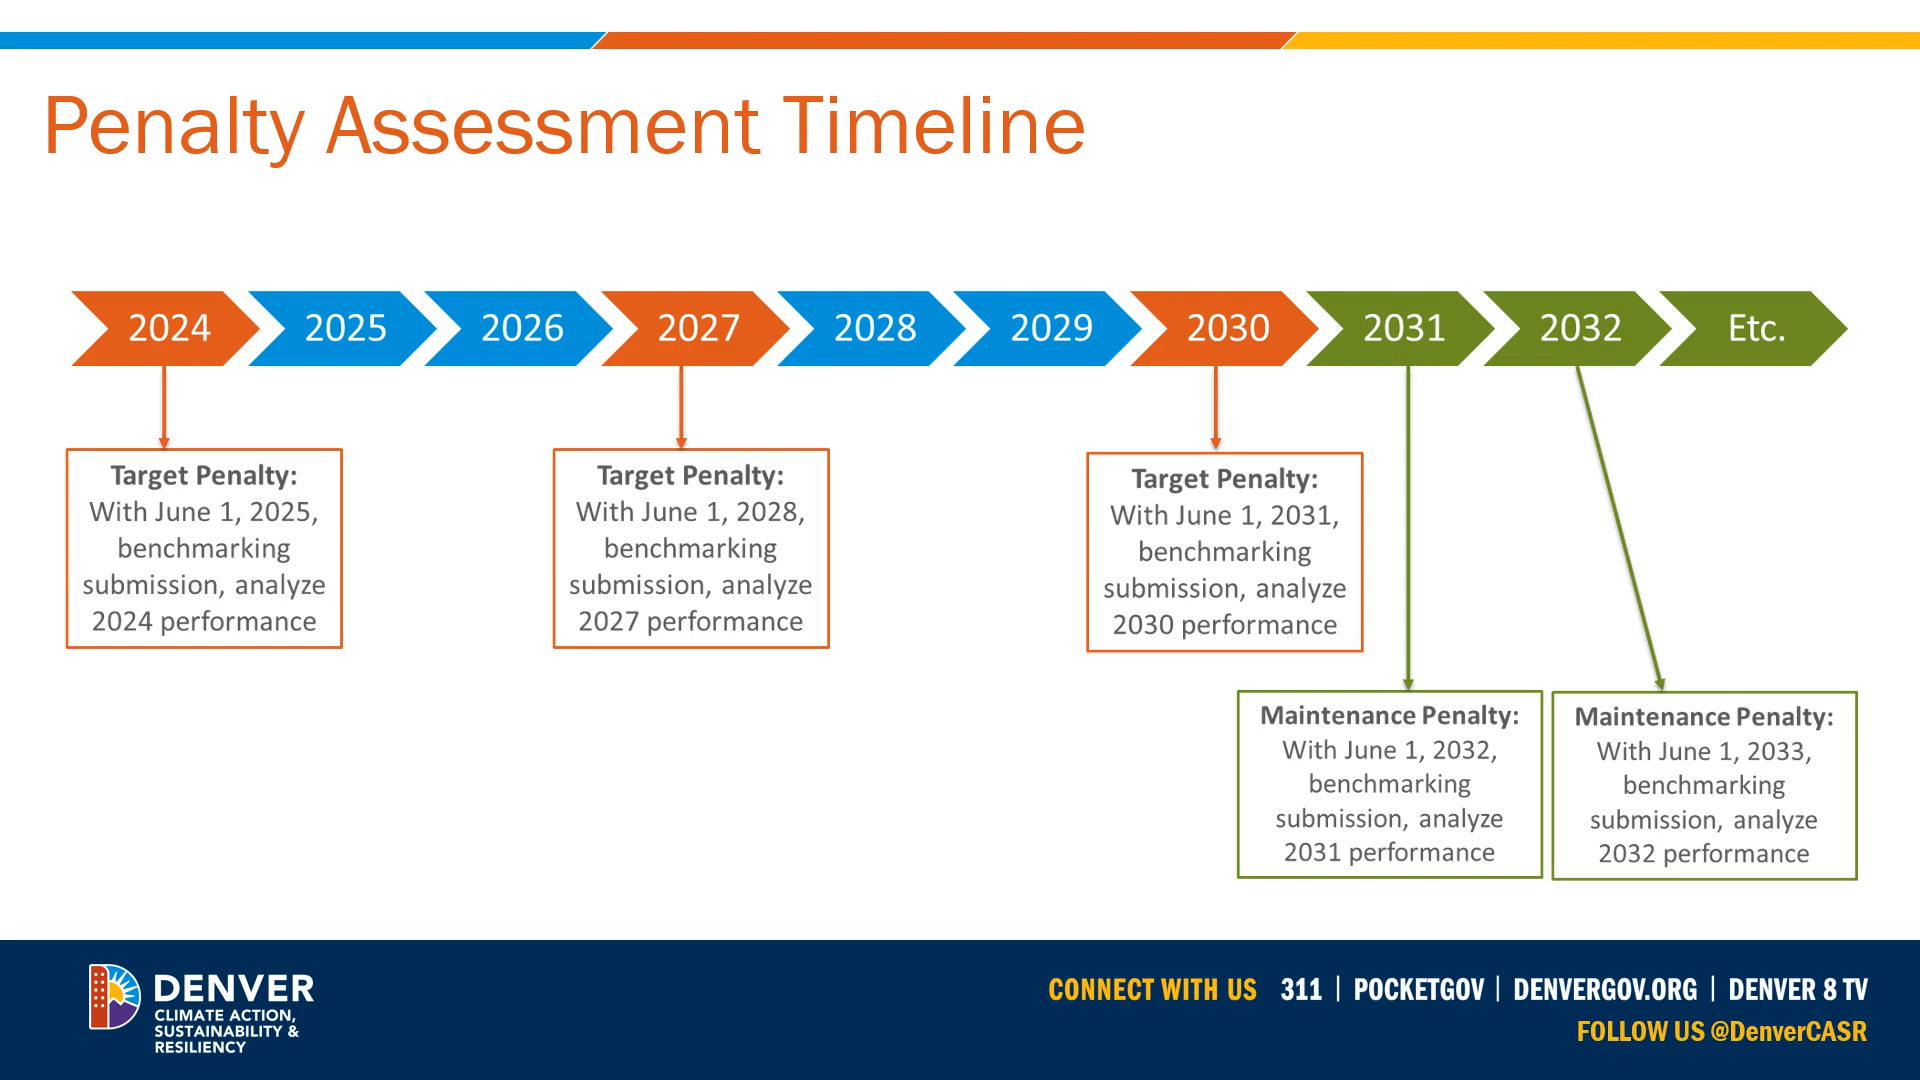 Penalty Assessment Timeline
2024
2025
2026
2027
2028
2029
2030
2031
2032
Etc.
Target Penalty:
With June 1, 2025,
benchmarking
submission, analyze
2024 performance
Target Penalty:
With June 1, 2028,
benchmarking
submission, analyze
2027 performance
Target Penalty:
With June 1, 2031,
benchmarking
submission, analyze
2030 performance
Maintenance Penalty:
With June 1, 2032,
benchmarking
submission, analyze
2031 performance
Maintenance Penalty:
With June 1, 2033,
benchmarking
submission, analyze
2032 performance
DENVER
CLIMATE ACTION,
SUSTAINABILITY &
RESILIENCY
CONNECT WITH US 311 | POCKETGOV | DENVERGOV.ORG | DENVER 8 TV
FOLLOW US @DenverCASR